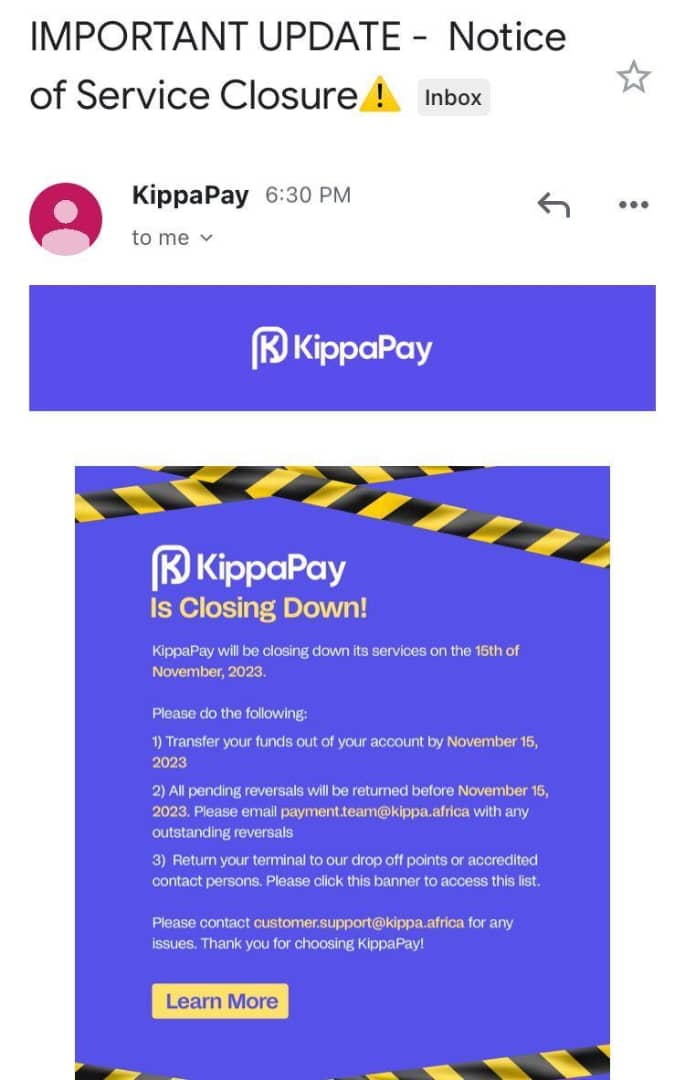 IMPORTANT UPDATE - Notice
of Service Closure⚠️ Inbox
KippaPay 6:30 PM
to me
KippaPay
KippaPay
Is Closing Down!
KippaPay will be closing down its services on the 15th of
November, 2023.
Please do the following:
1) Transfer your funds out of your account by November 15,
2023
2) All pending reversals will be returned before November 15,
2023. Please email payment.team@kippa.africa with any
outstanding reversals
3) Return your terminal to our drop off points or accredited
contact persons. Please click this banner to access this list.
Please contact customer.support@kippa.africa for any
issues. Thank you for choosing KippaPay!
Learn More